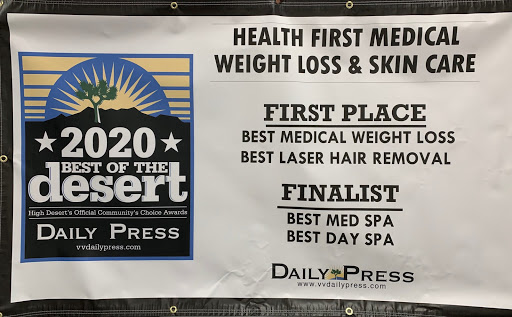 HEALTH FIRST MEDICAL
WEIGHT LOSS & SKIN CARE
★ 2020 ★
BEST OF THE
desert
High Desert's Official Community's Choice Awards
DAILY PRESS
vvdailypress.com
FIRST PLACE
BEST MEDICAL WEIGHT LOSS
BEST LASER HAIR REMOVAL
FINALIST
BEST MED SPA
BEST DAY SPA
DAILY PRESS
www.vvdailypress.com